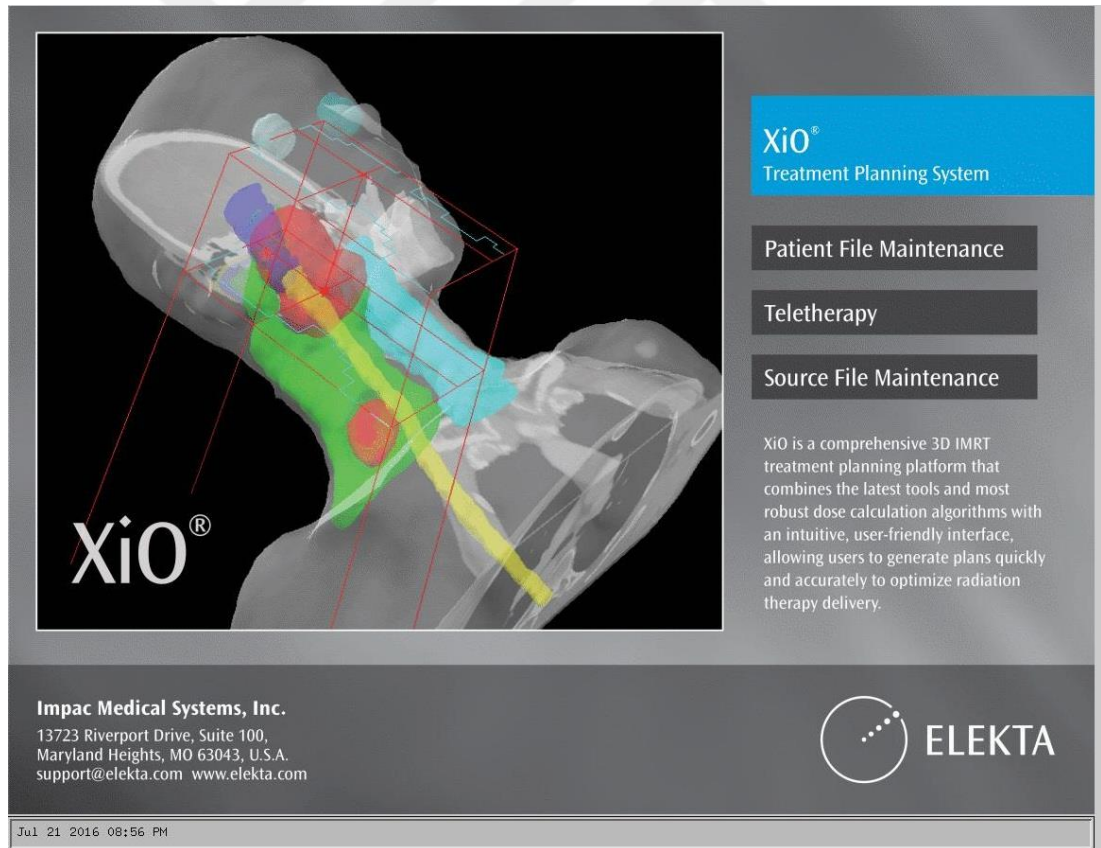 XiO®
XiO®
Treatment Planning System
Patient File Maintenance
Teletherapy
Source File Maintenance
XiO is a comprehensive 3D IMRT
treatment planning platform that
combines the latest tools and most
robust dose calculation algorithms with
an intuitive, user-friendly interface,
allowing users to generate plans quickly
and accurately to optimize radiation
therapy delivery.
Impac Medical Systems, Inc.
13723 Riverport Drive, Suite 100,
Maryland Heights, MO 63043, U.S.A.
support@elekta.com www.elekta.com
ELEKTA
Jul 21 2016 08:56 PM